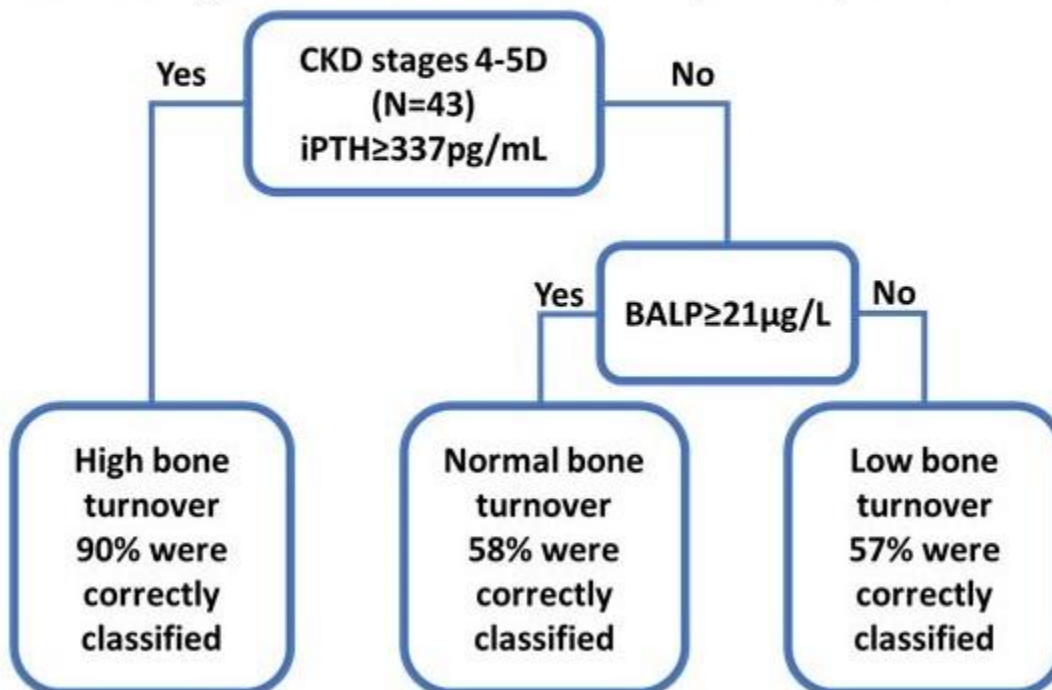 CKD stages 4-5D
(N=43)
iPTH≥337pg/mL
Yes
No
BALP≥21µg/L
Yes
No
High bone
turnover
90% were
correctly
classified
Normal bone
turnover
58% were
correctly
classified
Low bone
turnover
57% were
correctly
classified